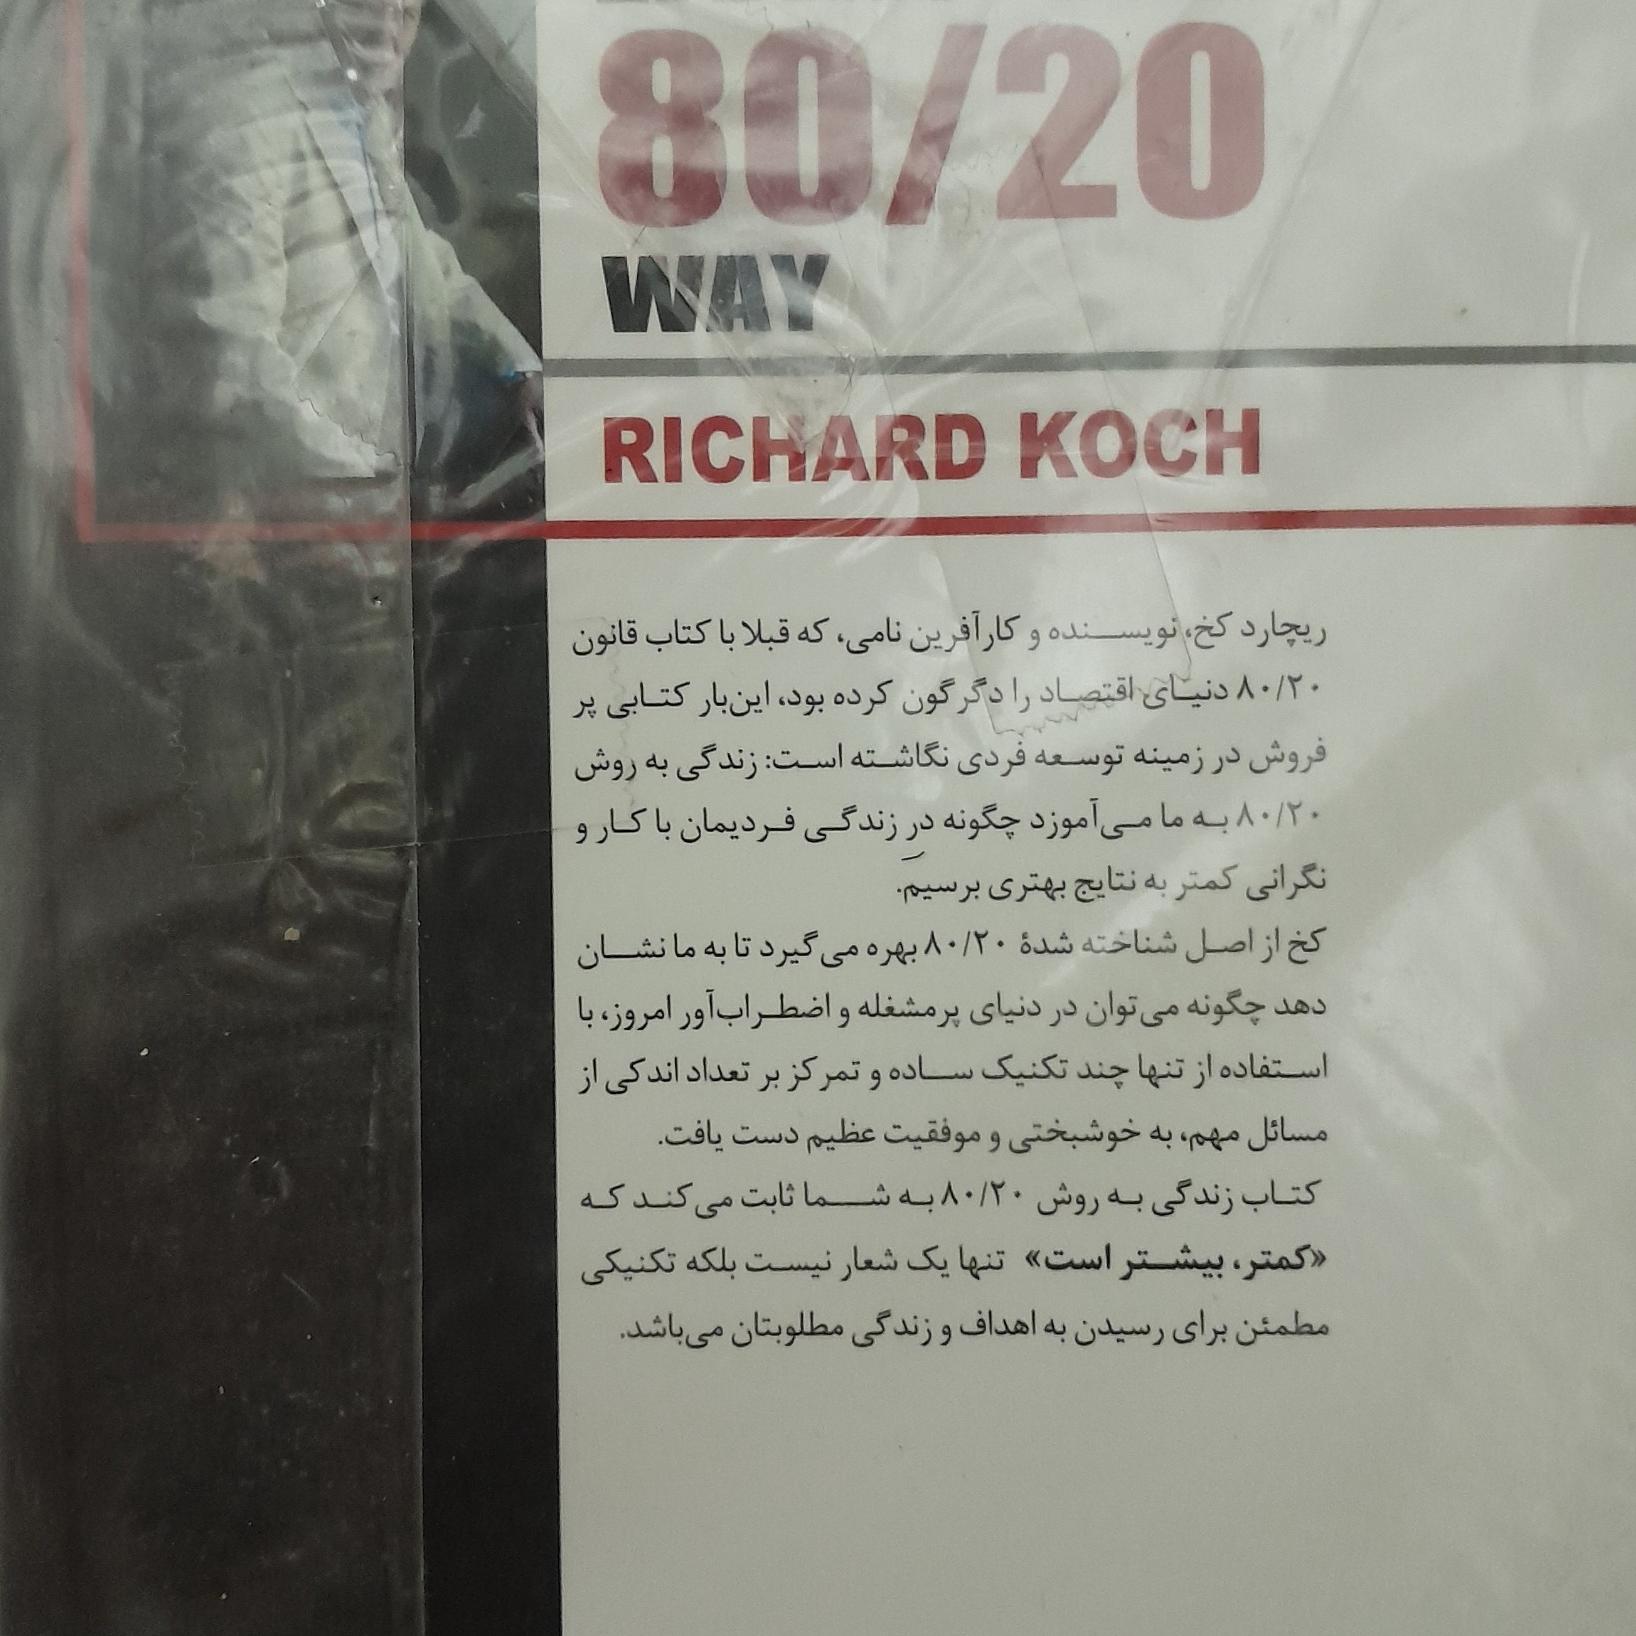 80/20
WAY
RICHARD KOCH
ریچارد کخ، نویسنده و کارآفرین نامی، که قبلا با کتاب قانون
۸۰/۲۰ دنیای اقتصاد را دگرگون کرده بود، این‌بار کتابی پر
فروش در زمینه توسعه فردی نگاشته است: زندگی به روش
۸۰/۲۰ به ما می‌آموزد چگونه در زندگی فردیمان با کار و
نگرانی کمتر به نتایج بهتری برسیم.
کخ از اصل شناخته شدهٔ ۸۰/۲۰ بهره می‌گیرد تا به ما نشان
دهد چگونه می‌توان در دنیای پرمشغله و اضطراب‌آور امروز، با
استفاده از تنها چند تکنیک ساده و تمرکز بر تعداد اندکی از
مسائل مهم، به خوشبختی و موفقیت عظیم دست یافت.
کتاب زندگی به روش ۸۰/۲۰ به شما ثابت می‌کند که
«کمتر، بیشتر است» تنها یک شعار نیست بلکه تکنیکی
مطمئن برای رسیدن به اهداف و زندگی مطلوبتان می‌باشد.